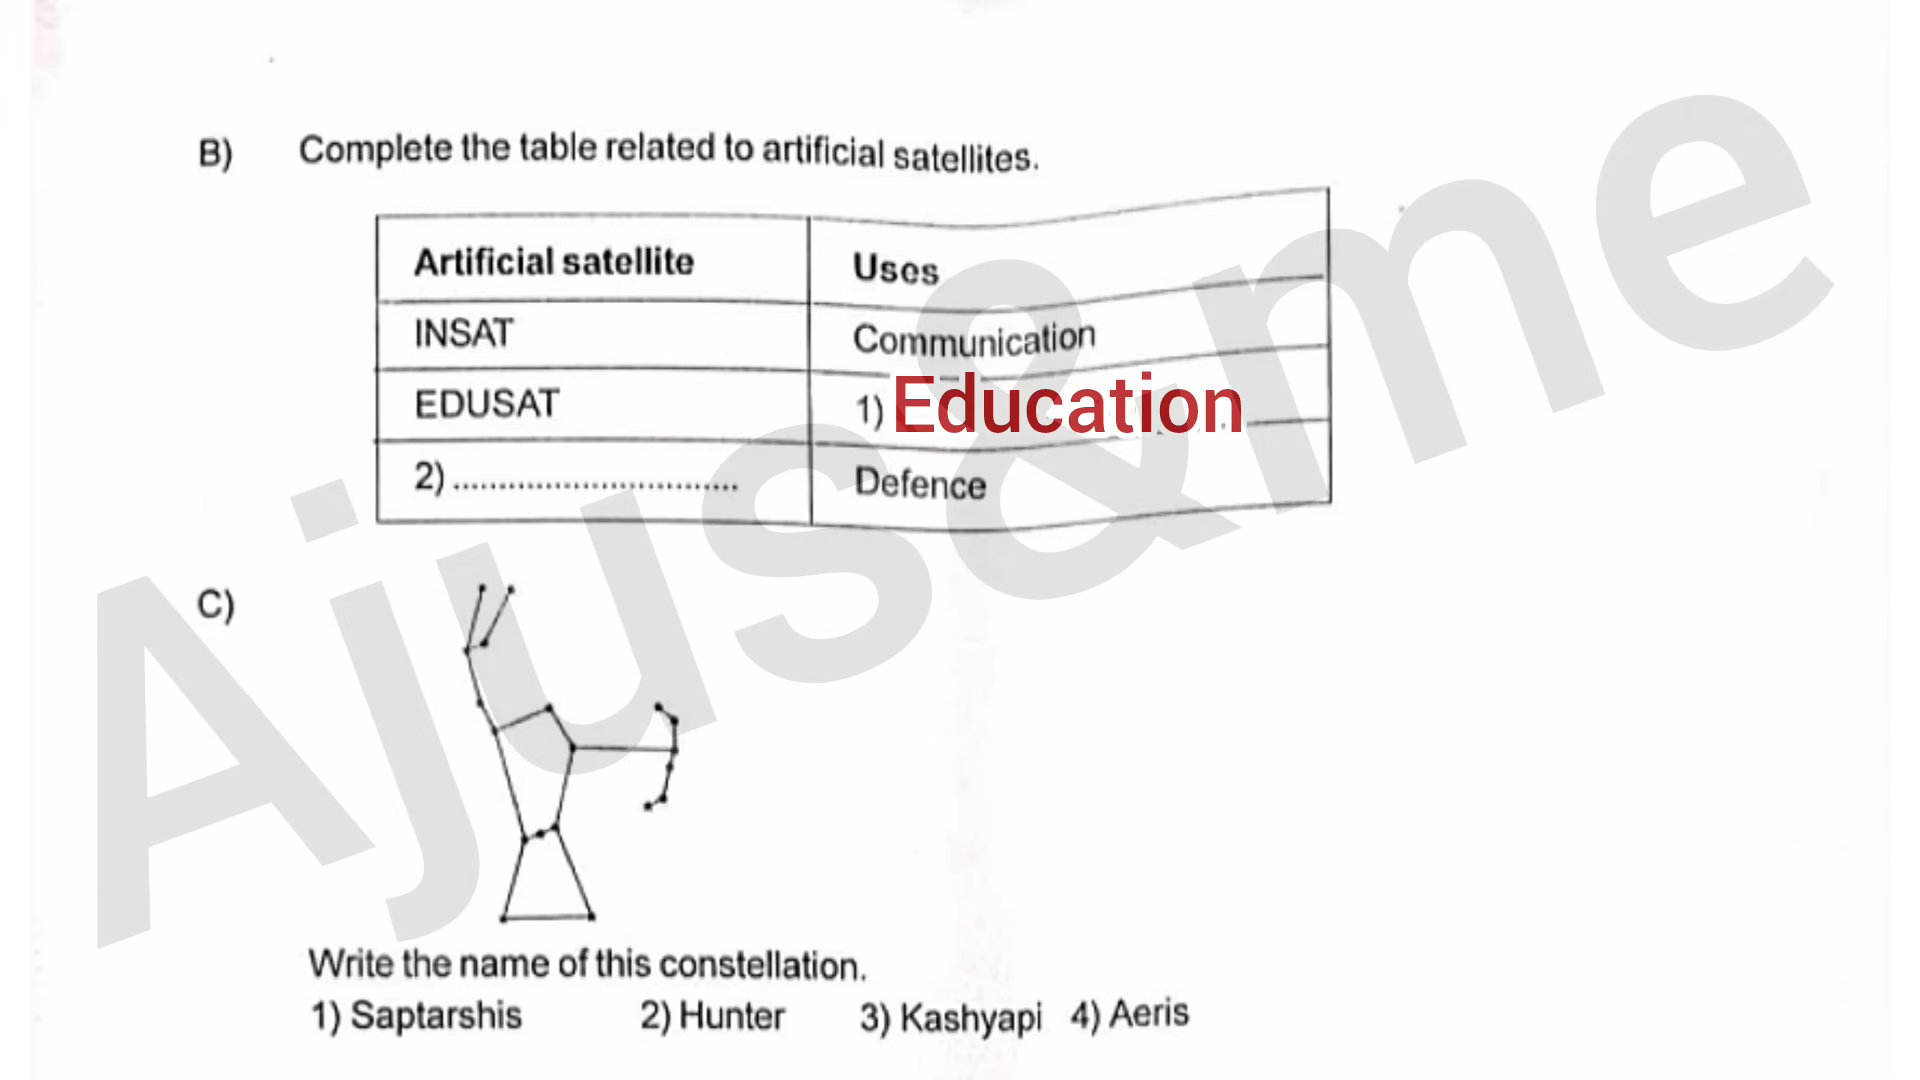 B) Complete the table related to artificial satellites.
Artificial satellite Uses
INSAT Communication
EDUSAT 1) Education
2) ................................ Defence
C)
Write the name of this constellation.
1) Saptarshis 2) Hunter 3) Kashyapi 4) Aeris
Ajus&me